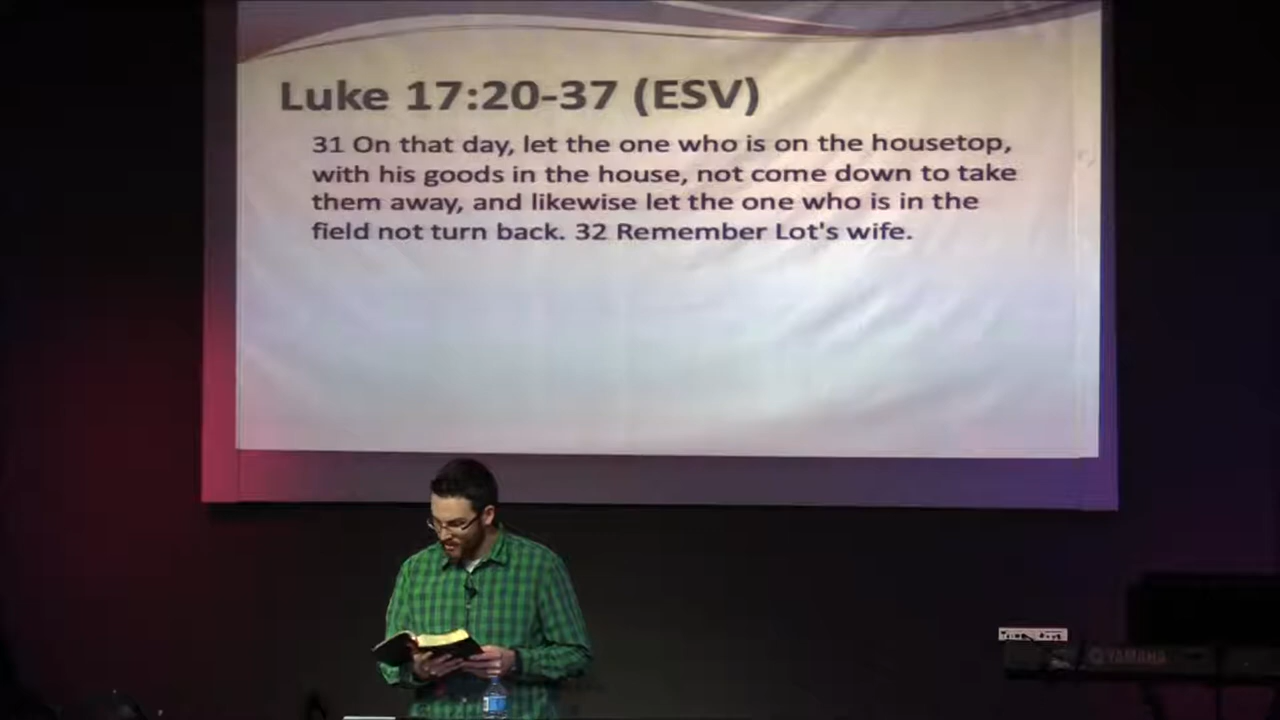 Luke 17:20-37 (ESV)
31 On that day, let the one who is on the housetop,
with his goods in the house, not come down to take
them away, and likewise let the one who is in the
field not turn back. 32 Remember Lot's wife.
YAMAHA